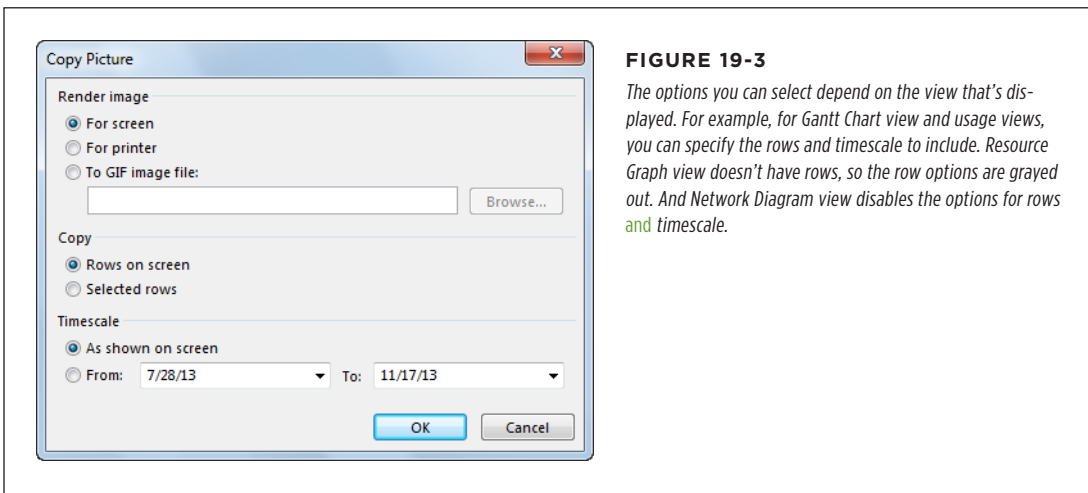 Copy Picture
Render image
For screen
For printer
To GIF image file:
Browse...
Copy
Rows on screen
Selected rows
Timescale
As shown on screen
From: 7/28/13 To: 11/17/13
OK Cancel
FIGURE 19-3
The options you can select depend on the view that's dis-
played. For example, for Gantt Chart view and usage views,
you can specify the rows and timescale to include. Resource
Graph view doesn't have rows, so the row options are grayed
out. And Network Diagram view disables the options for rows
and timescale.